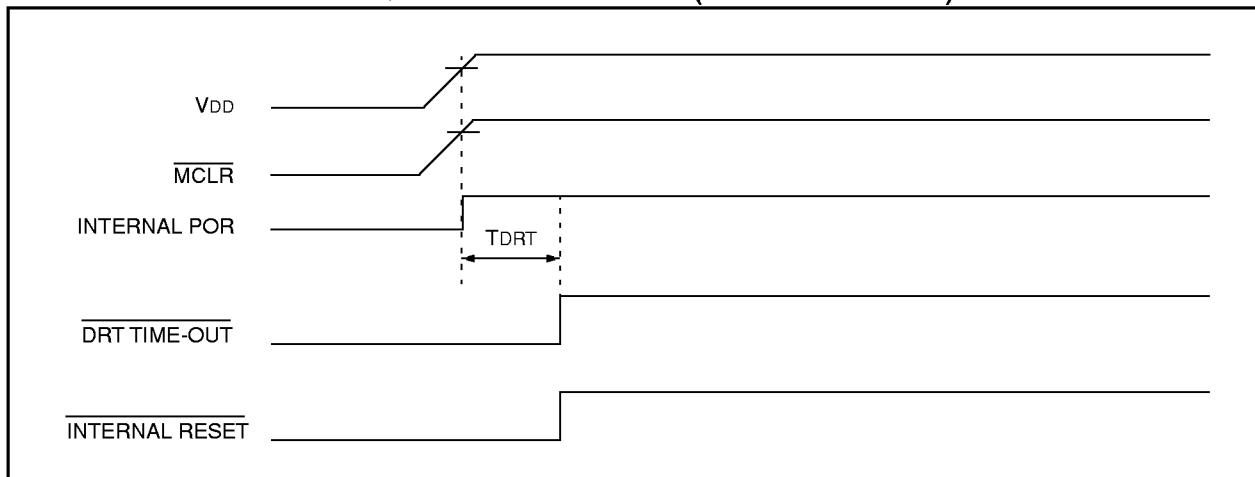 VDD
MCLR
INTERNAL POR
TDRT
DRT TIME-OUT
INTERNAL RESET